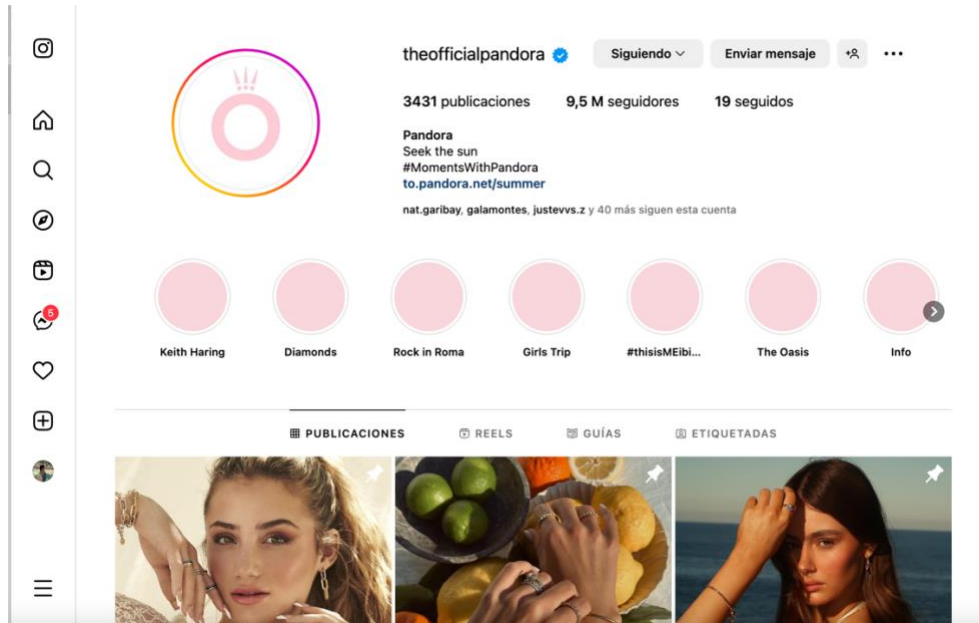 theofficialpandora Siguiendo Enviar mensaje
3431 publicaciones 9,5 M seguidores 19 seguidos
Pandora
Seek the sun
#MomentsWithPandora
to.pandora.net/summer
nat.garibay, galamontes, justevvs.z y 40 más siguen esta cuenta
5
Keith Haring Diamonds Rock in Roma Girls Trip #thisisMEibi... The Oasis Info
PUBLICACIONES REELS GUÍAS ETIQUETADAS